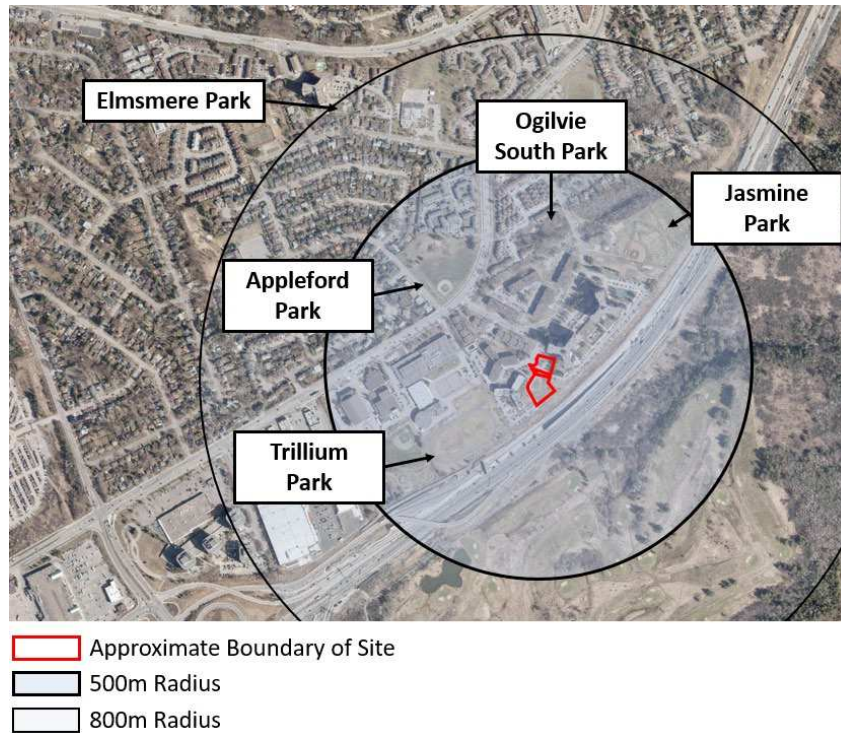 Elmsmere Park
Ogilvie
South Park
Jasmine
Park
Appleford
Park
Trillium
Park
Approximate Boundary of Site
500m Radius
800m Radius